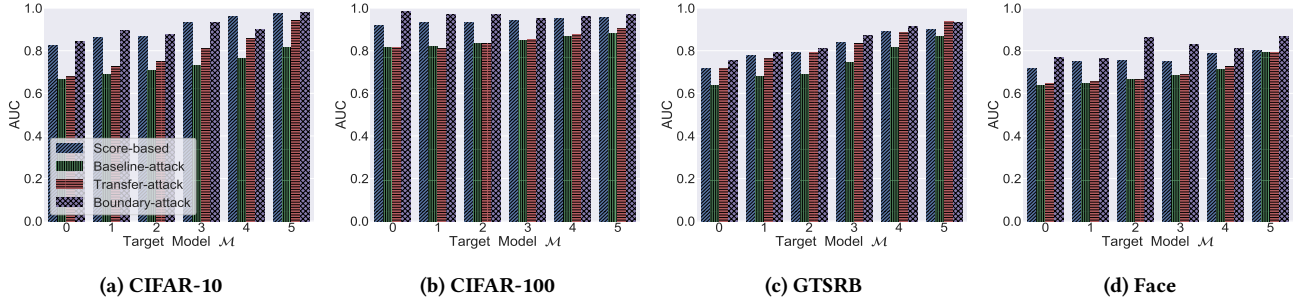 1.0
0.8
0.6
0.4
0.2
0.0
AUC
Score-based
Baseline-attack
Transfer-attack
Boundary-attack
0 1 2 3 4 5
Target Model ℳ
(a) CIFAR-10
1.0
0.8
0.6
0.4
0.2
0.0
AUC
0 1 2 3 4 5
Target Model ℳ
(b) CIFAR-100
1.0
0.8
0.6
0.4
0.2
0.0
AUC
0 1 2 3 4 5
Target Model ℳ
(c) GTSRB
1.0
0.8
0.6
0.4
0.2
0.0
AUC
0 1 2 3 4 5
Target Model ℳ
(d) Face